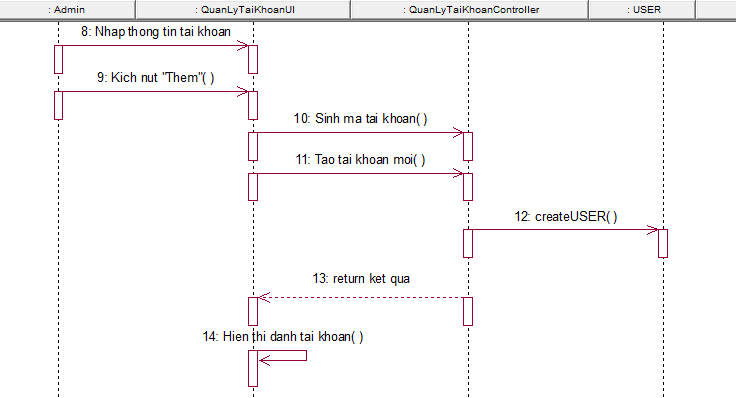 : Admin
: QuanLyTaiKhoanUI
: QuanLyTaiKhoanController
: USER
8: Nhap thong tin tai khoan
9: Kich nut "Them"( )
10: Sinh ma tai khoan( )
11: Tao tai khoan moi( )
12: createUSER( )
13: return ket qua
14: Hien thi danh tai khoan( )